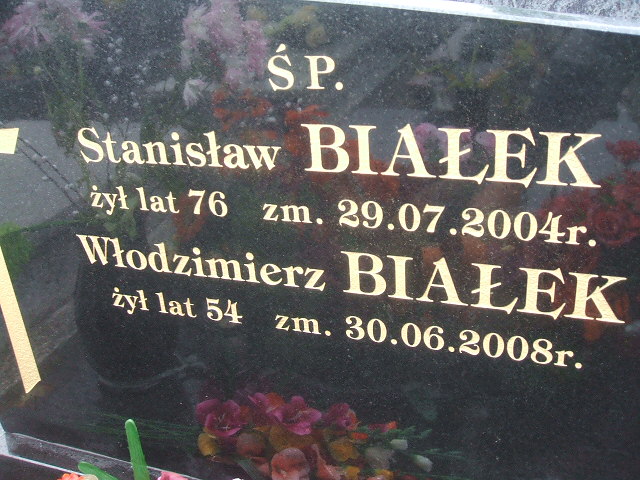 ŚP.
Stanisław BIAŁEK
żył lat 76 zm. 29.07.2004r.
Włodzimierz BIAŁEK
żył lat 54 zm. 30.06.2008r.